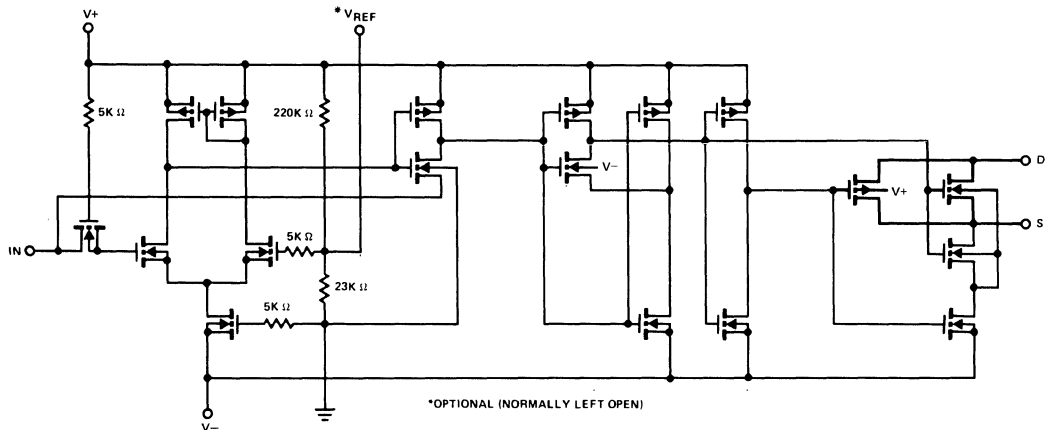 V+
* VREF
5K Ω
220K Ω
V−
D
V+
S
IN
5K Ω
23K Ω
5K Ω
*OPTIONAL (NORMALLY LEFT OPEN)
V−